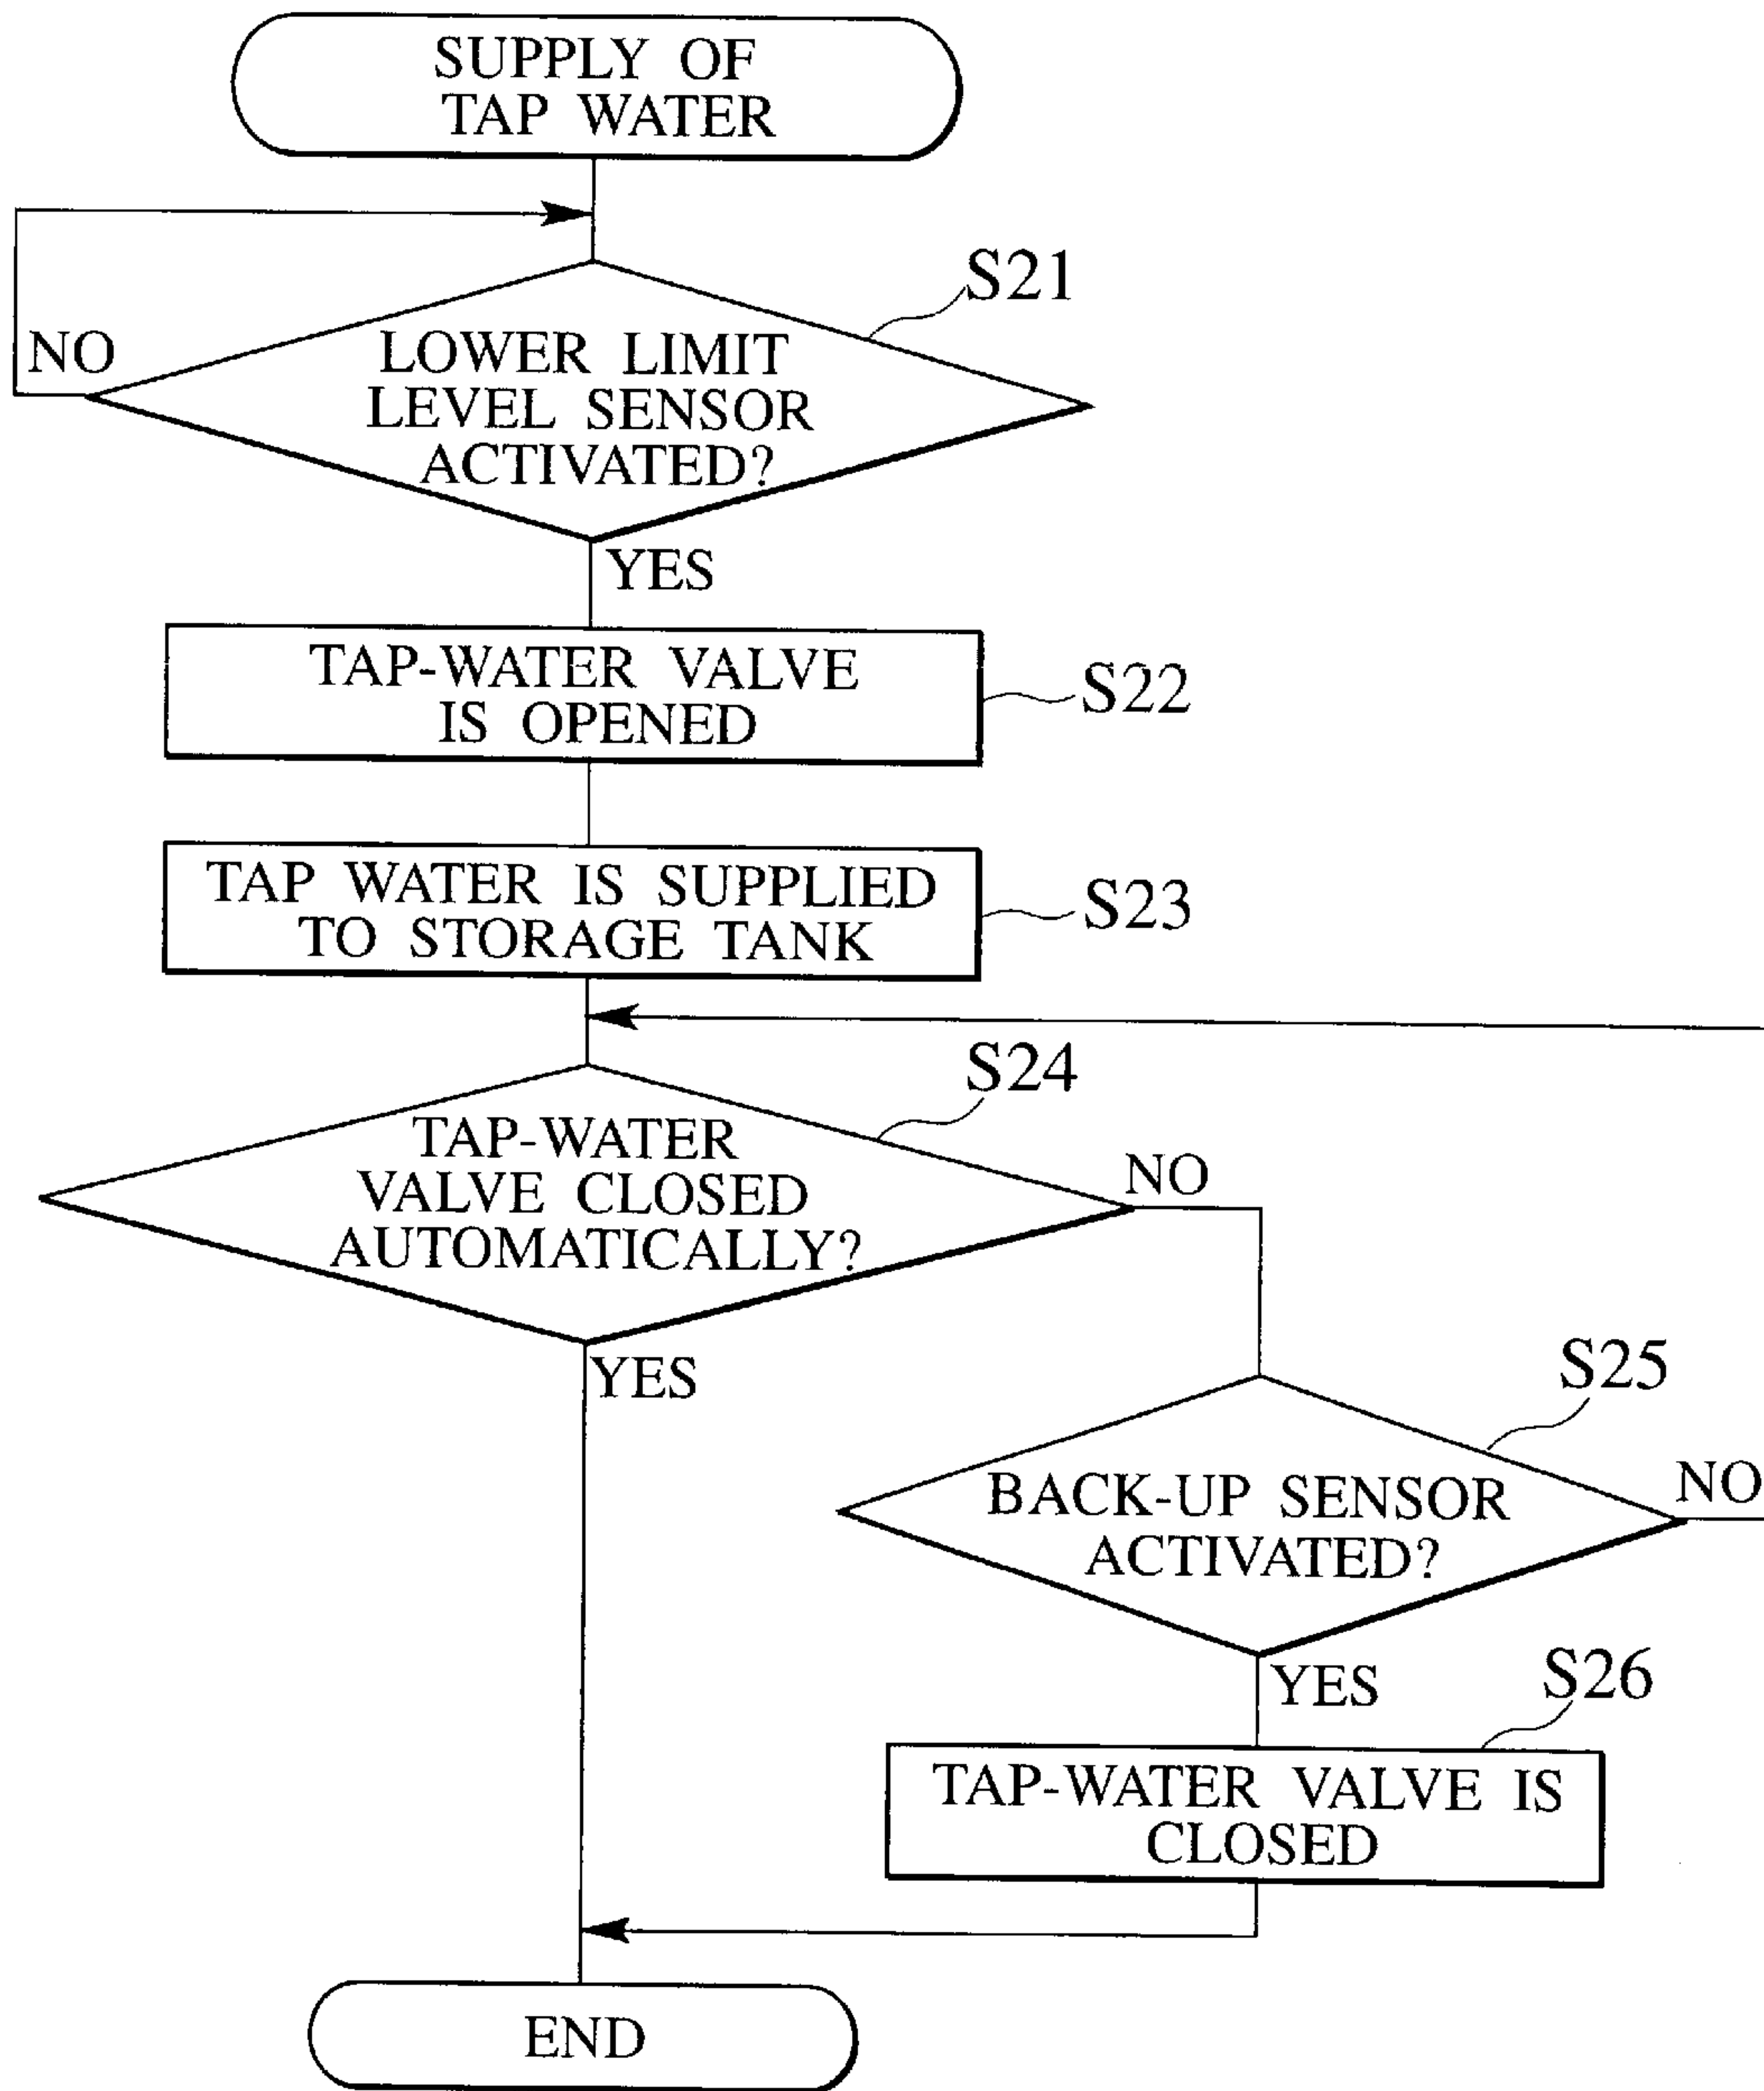 SUPPLY OF
TAP WATER
S21
NO
LOWER LIMIT
LEVEL SENSOR
ACTIVATED?
YES
TAP-WATER VALVE
IS OPENED
S22
TAP WATER IS SUPPLIED
TO STORAGE TANK
S23
S24
TAP-WATER
VALVE CLOSED
AUTOMATICALLY?
NO
YES
S25
BACK-UP SENSOR
ACTIVATED?
NO
YES
S26
TAP-WATER VALVE IS
CLOSED
END